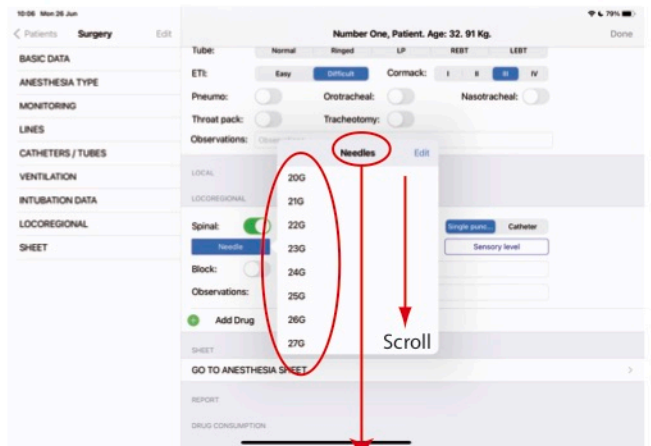 10:06 Mon 26 Jun
79%
Patients Surgery Edit
Number One, Patient. Age: 32. 91 Kg.
Done
BASIC DATA
ANESTHESIA TYPE
MONITORING
LINES
CATHETERS / TUBES
VENTILATION
INTUBATION DATA
LOCOREGIONAL
SHEET
Tube: Normal Ringed LP REBT LEBT
ETI: Easy Difficult Cormack: I II III IV
Pneumo: Orotracheal: Nasotracheal:
Throat pack: Tracheotomy:
Observations:
Needles Edit
20G
21G
22G
23G
24G
25G
26G
27G
Scroll
LOCAL
LOCOREGIONAL
Spinal: Single punc... Catheter
Needle Sensory level
Block:
Observations:
Add Drug
SHEET
GO TO ANESTHESIA SHEET
REPORT
DRUG CONSUMPTION